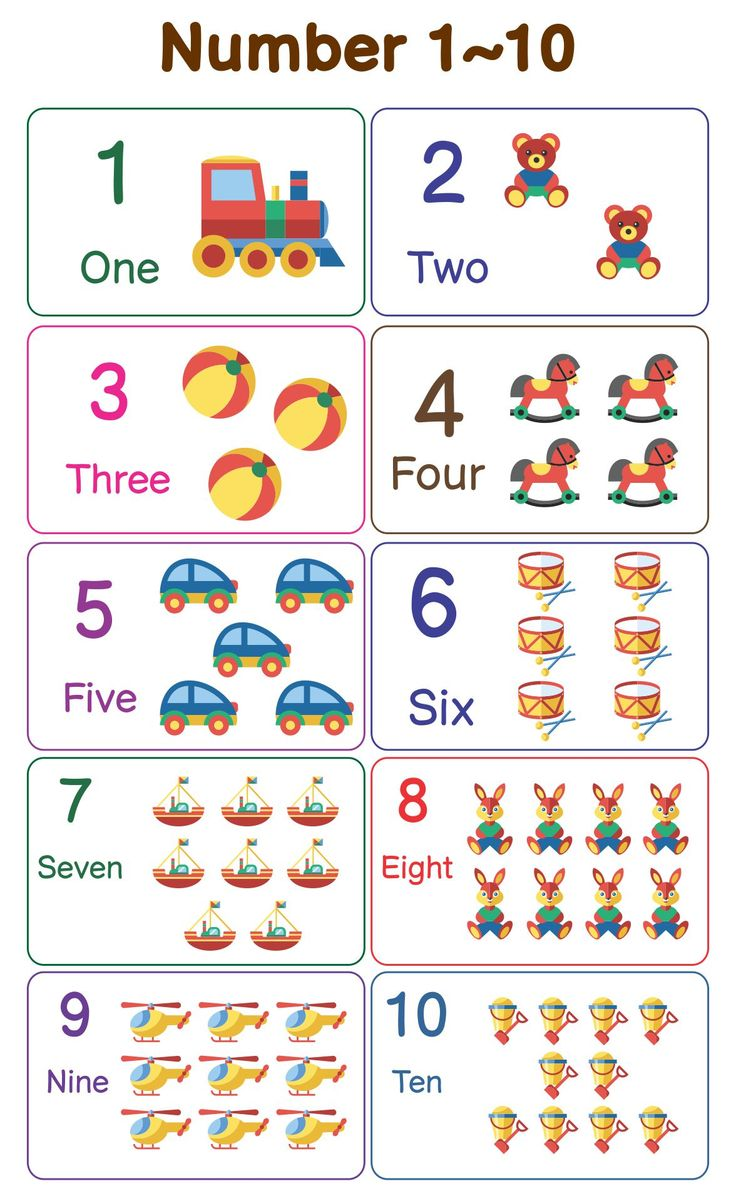 Number 1~10
1
One
2
Two
3
Three
4
Four
5
Five
6
Six
7
Seven
8
Eight
9
Nine
10
Ten